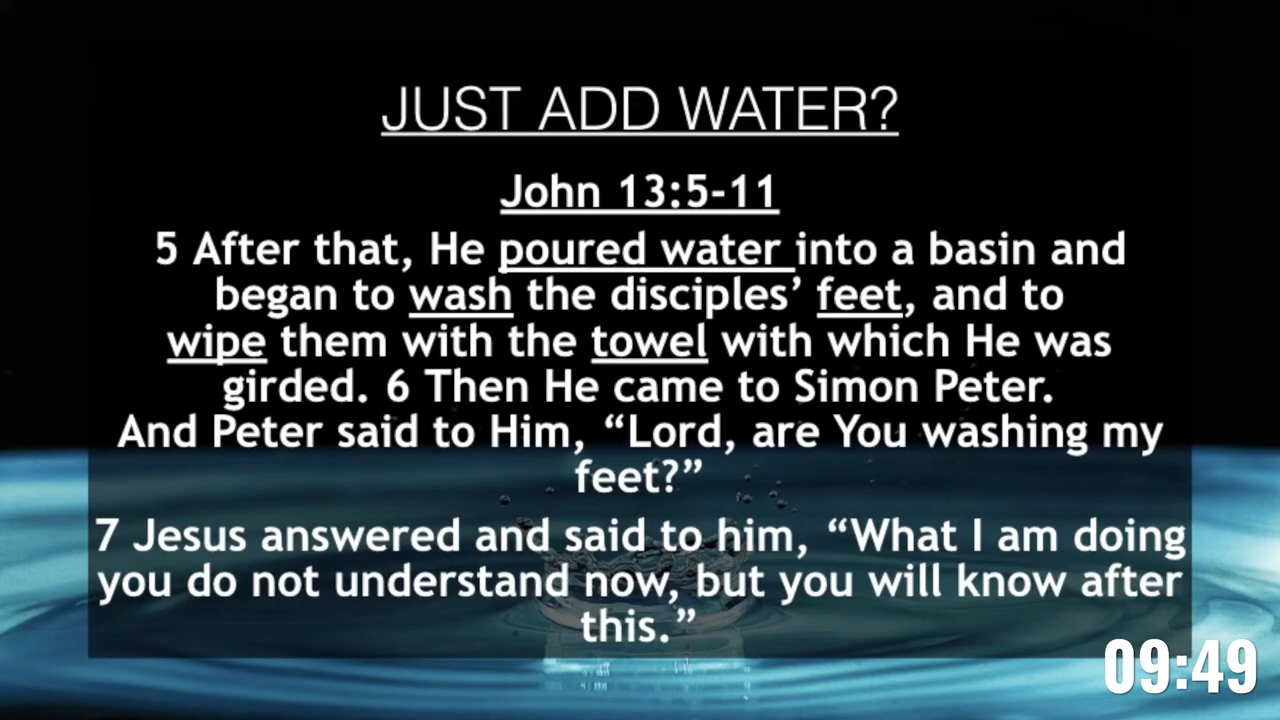 JUST ADD WATER?
John 13:5-11
5 After that, He poured water into a basin and
began to wash the disciples’ feet, and to
wipe them with the towel with which He was
girded. 6 Then He came to Simon Peter.
And Peter said to Him, “Lord, are You washing my
feet?”
7 Jesus answered and said to him, “What I am doing
you do not understand now, but you will know after
this.”
09:49